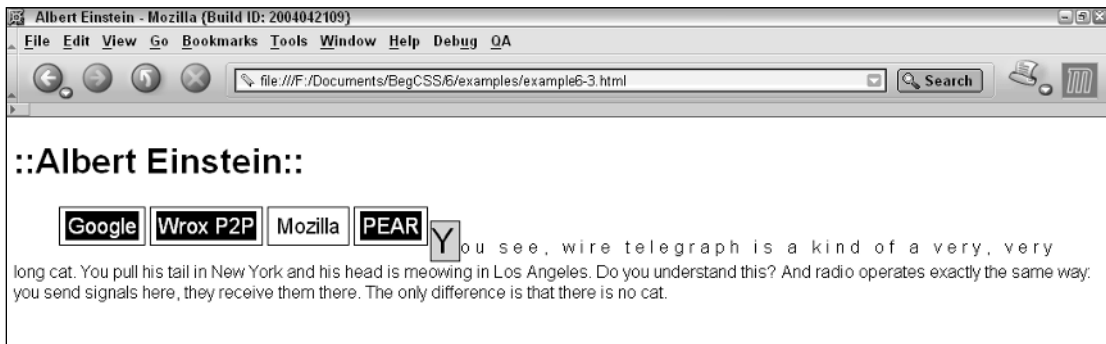 Albert Einstein - Mozilla {Build ID: 2004042109}
File Edit View Go Bookmarks Tools Window Help Debug QA
file:///F:/Documents/BegCSS/6/examples/example6-3.html Search
::Albert Einstein::
Google Wrox P2P Mozilla PEAR You see, wire telegraph is a kind of a very, very
long cat. You pull his tail in New York and his head is meowing in Los Angeles. Do you understand this? And radio operates exactly the same way:
you send signals here, they receive them there. The only difference is that there is no cat.